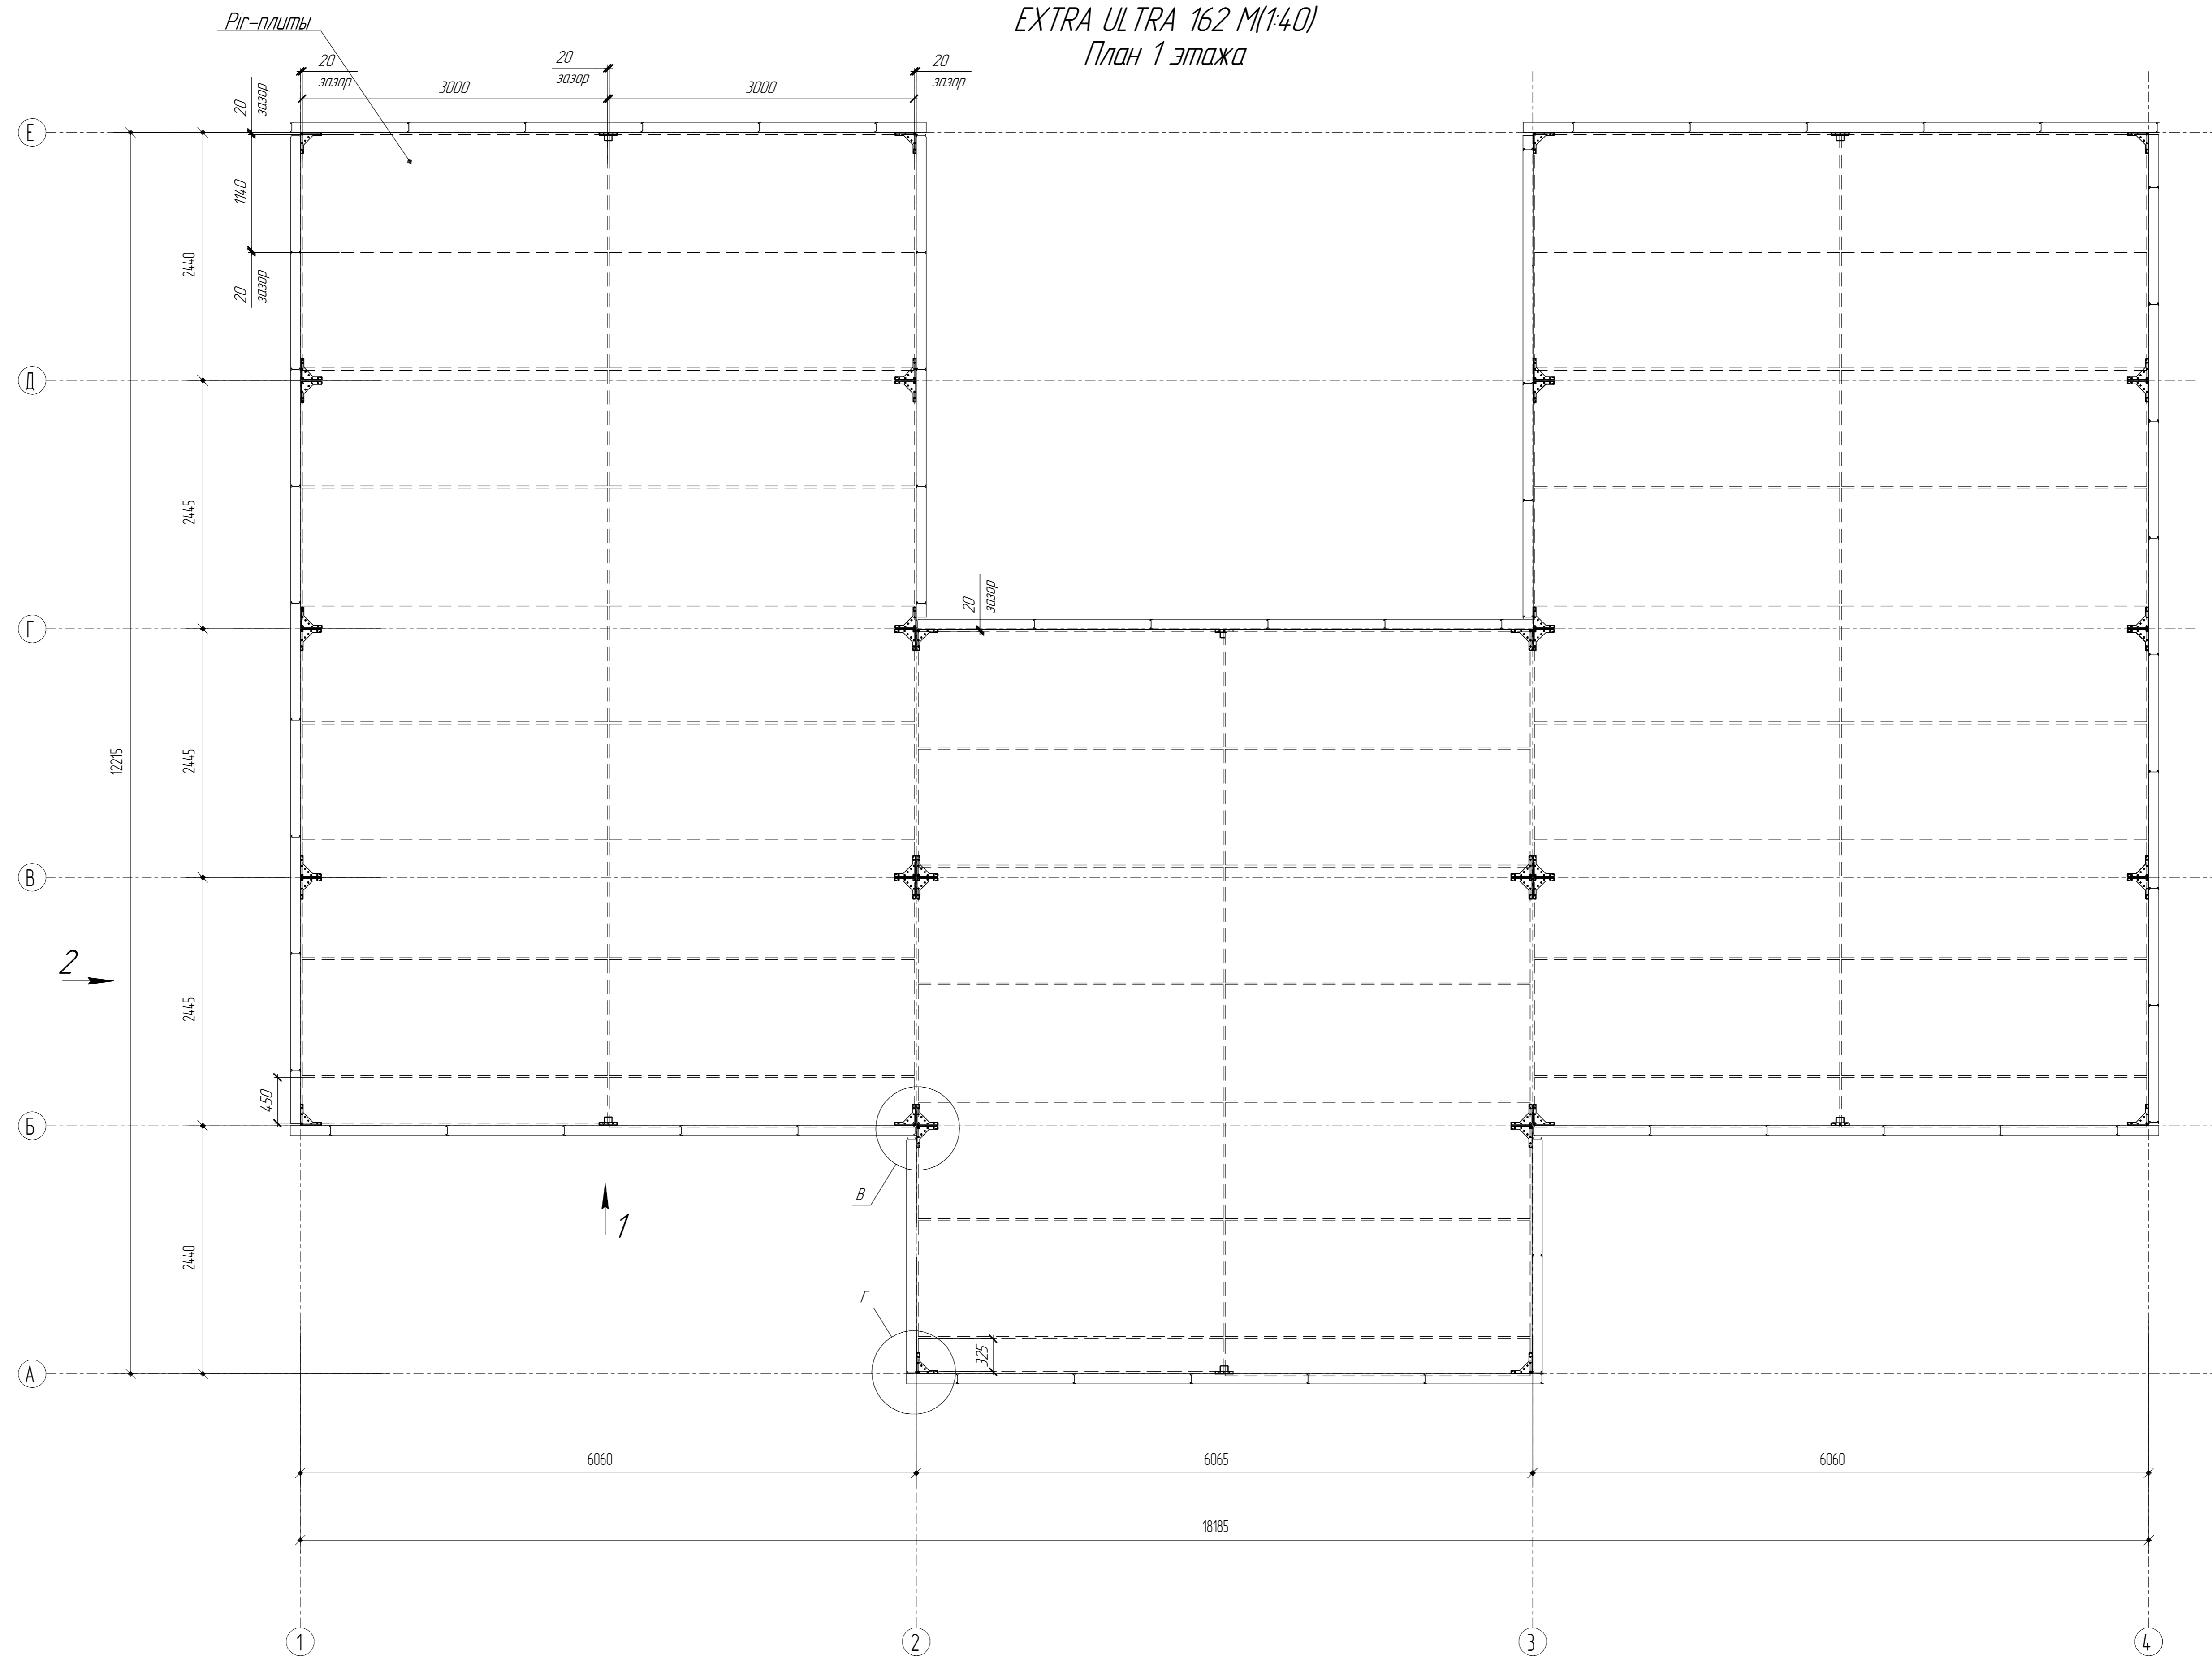 EXTRA ULTRA 162 М(1:40)
План 1 этажа
Pir-плиты
20
зазор
20
зазор
20
зазор
3000
3000
20
зазор
1140
20
зазор
Е
Д
Г
В
Б
А
2440
2445
2445
2445
2440
12215
20
зазор
450
325
2
1
В
Г
6060
6065
6060
18185
1
2
3
4